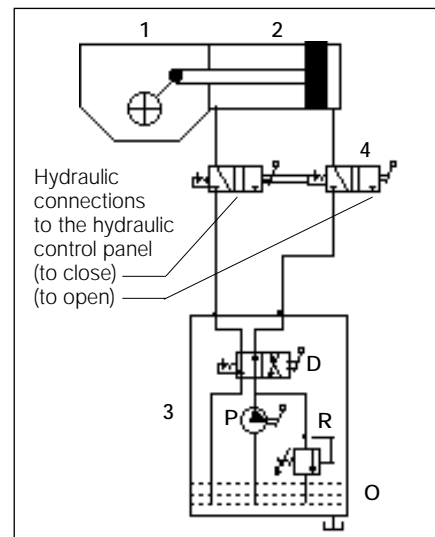 1 2
4
Hydraulic
connections
to the hydraulic
control panel
(to close)
(to open)
D
3 P R
O